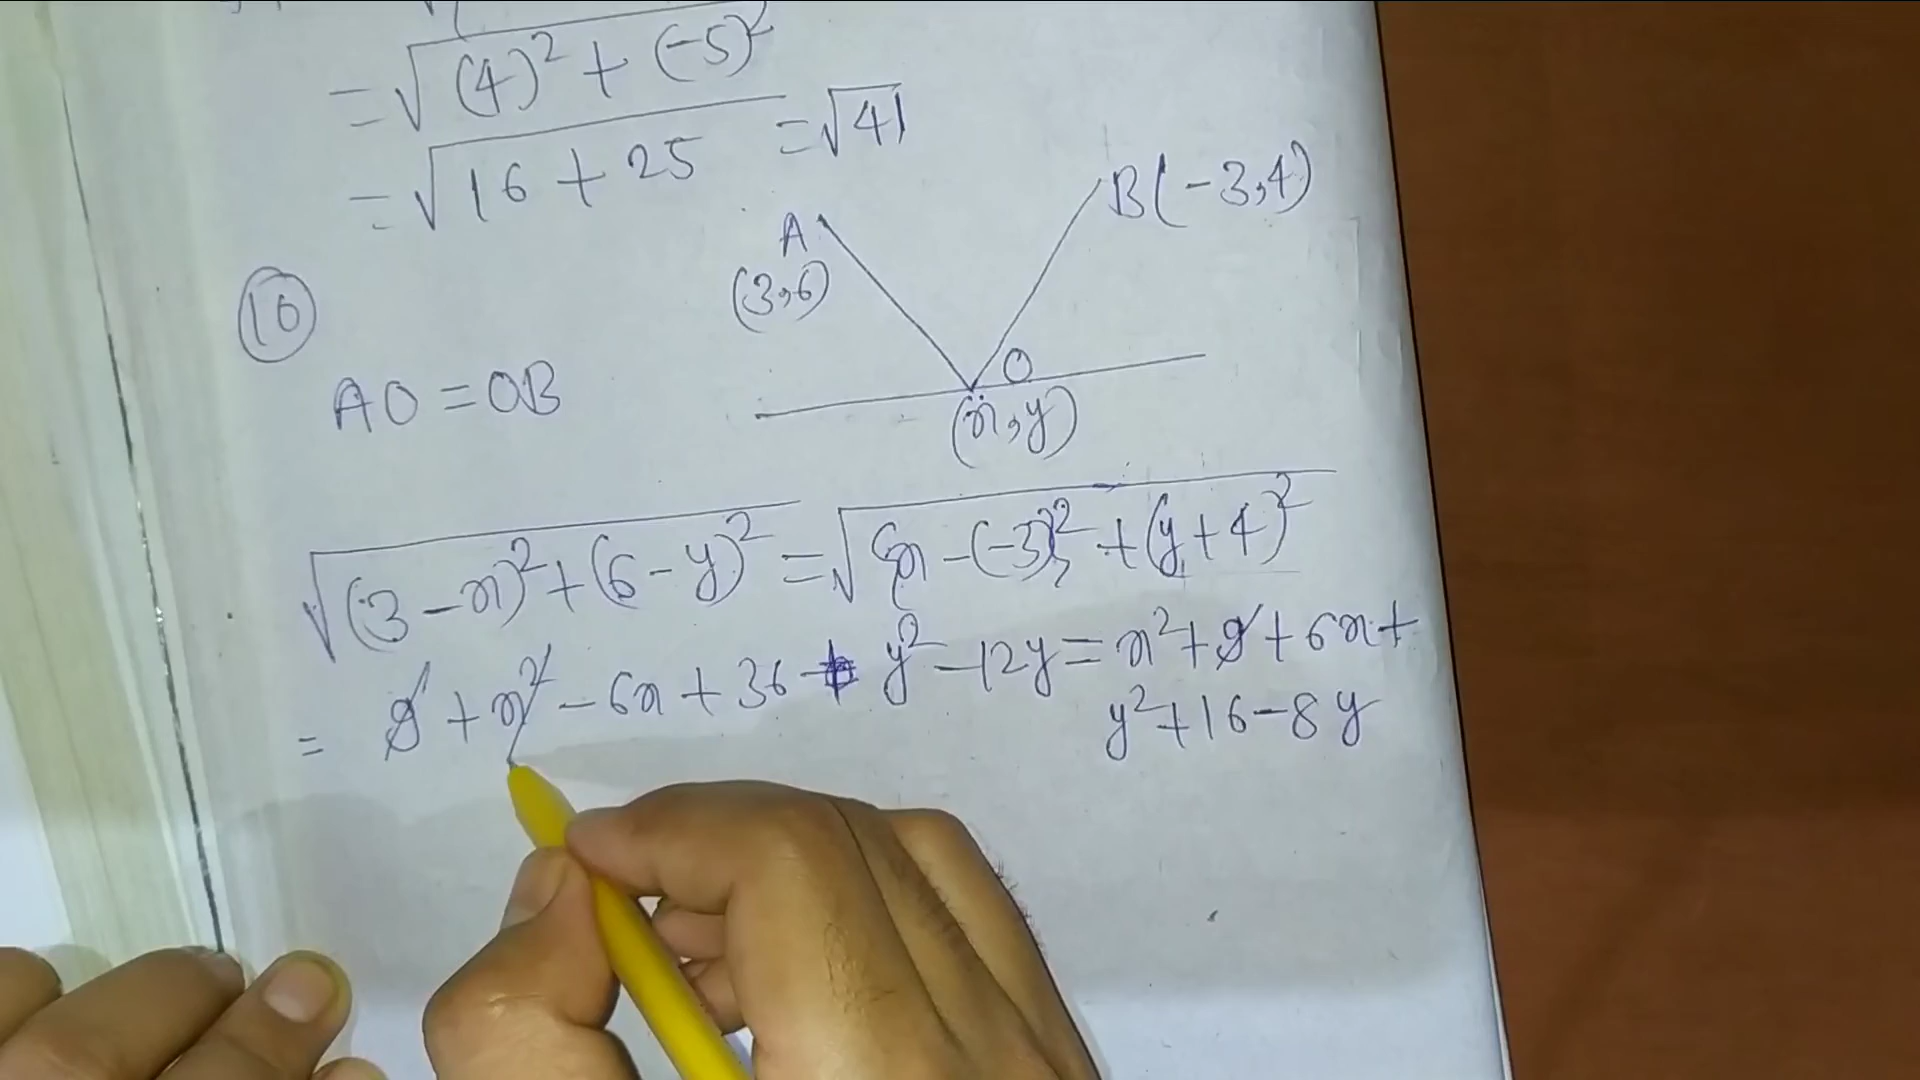 = √(4)² + (-5)²
= √16 + 25 = √41
(10)
A
(3,6)
B(-3,4)
O
(x,y)
AO = OB
√(3-x)²+(6-y)² = √{x-(-3)}²+(y+4)²
= 9+x²-6x+36+y²-12y = x²+9+6x+
y²+16-8y